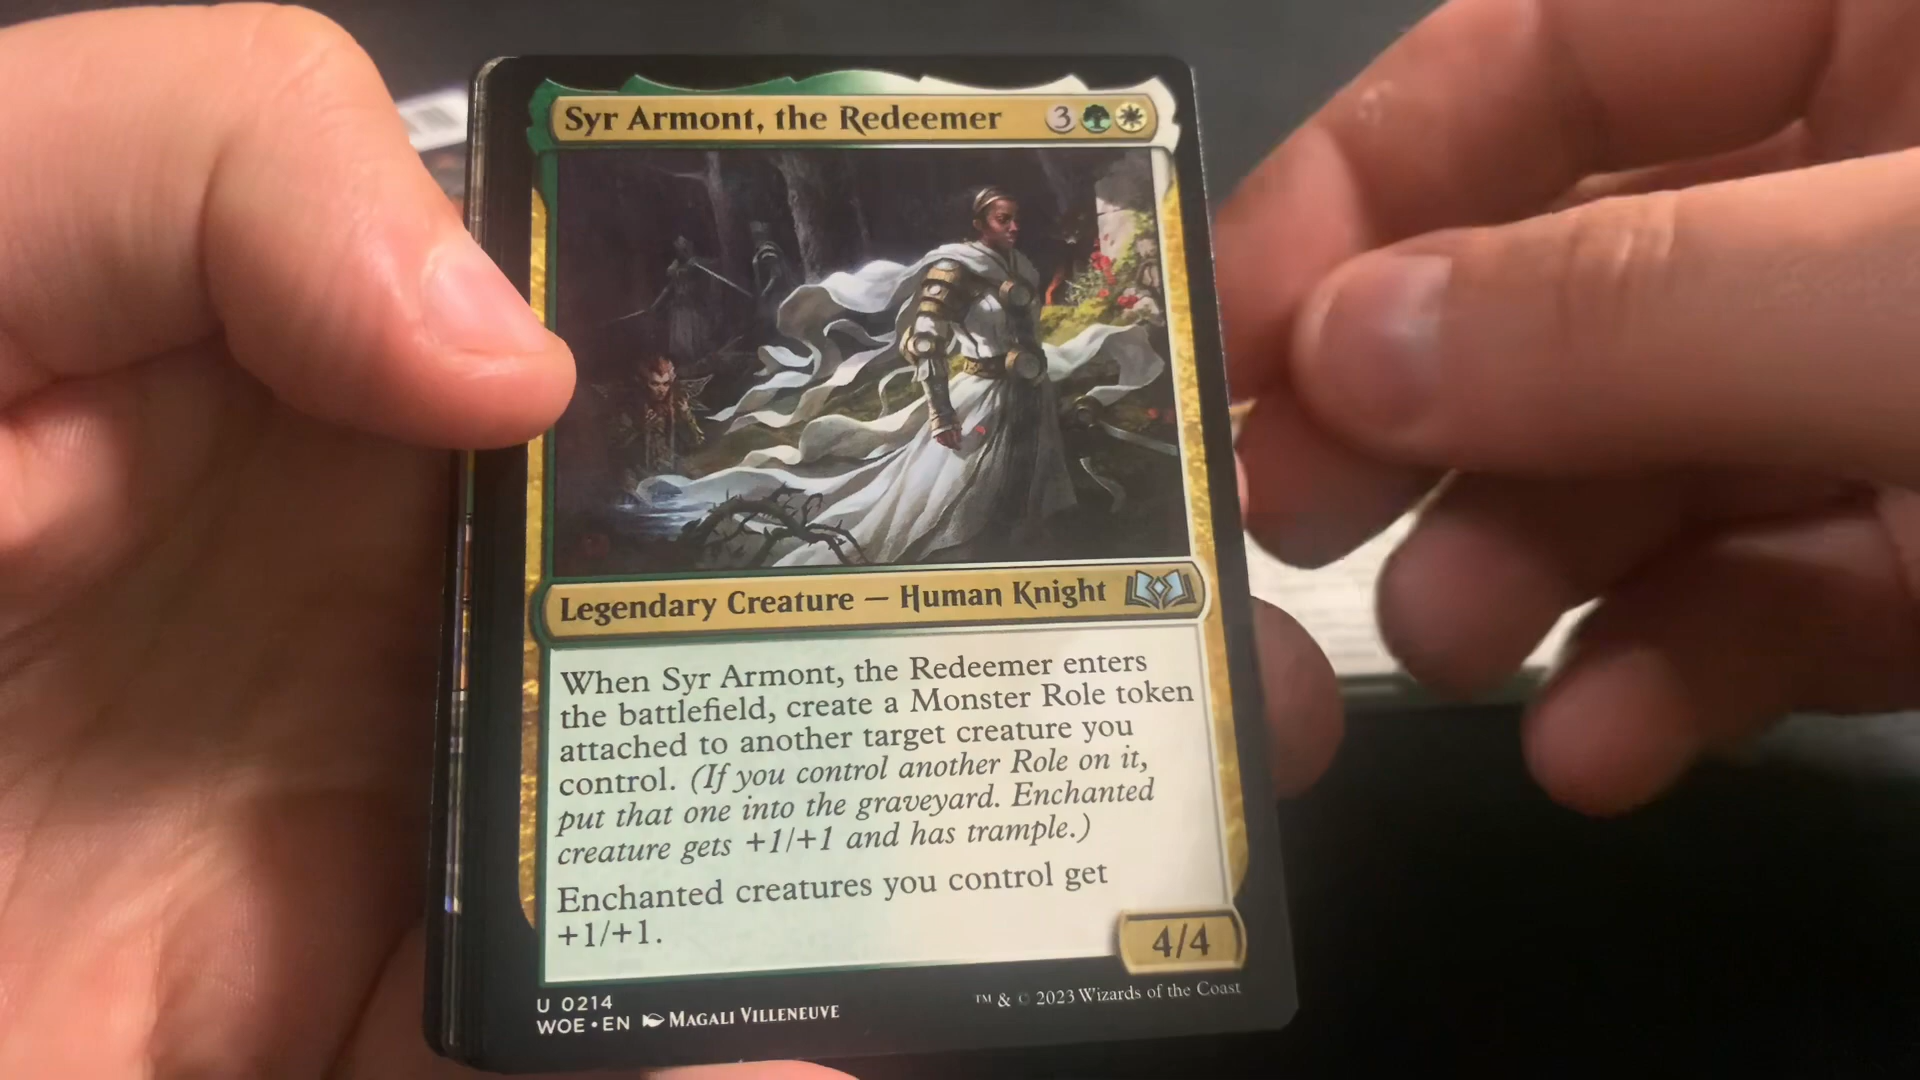 Syr Armont, the Redeemer 3
Legendary Creature — Human Knight
When Syr Armont, the Redeemer enters
the battlefield, create a Monster Role token
attached to another target creature you
control. (If you control another Role on it,
put that one into the graveyard. Enchanted
creature gets +1/+1 and has trample.)
Enchanted creatures you control get
+1/+1.
4/4
U 0214
WOE • EN MAGALI VILLENEUVE
™ & © 2023 Wizards of the Coast